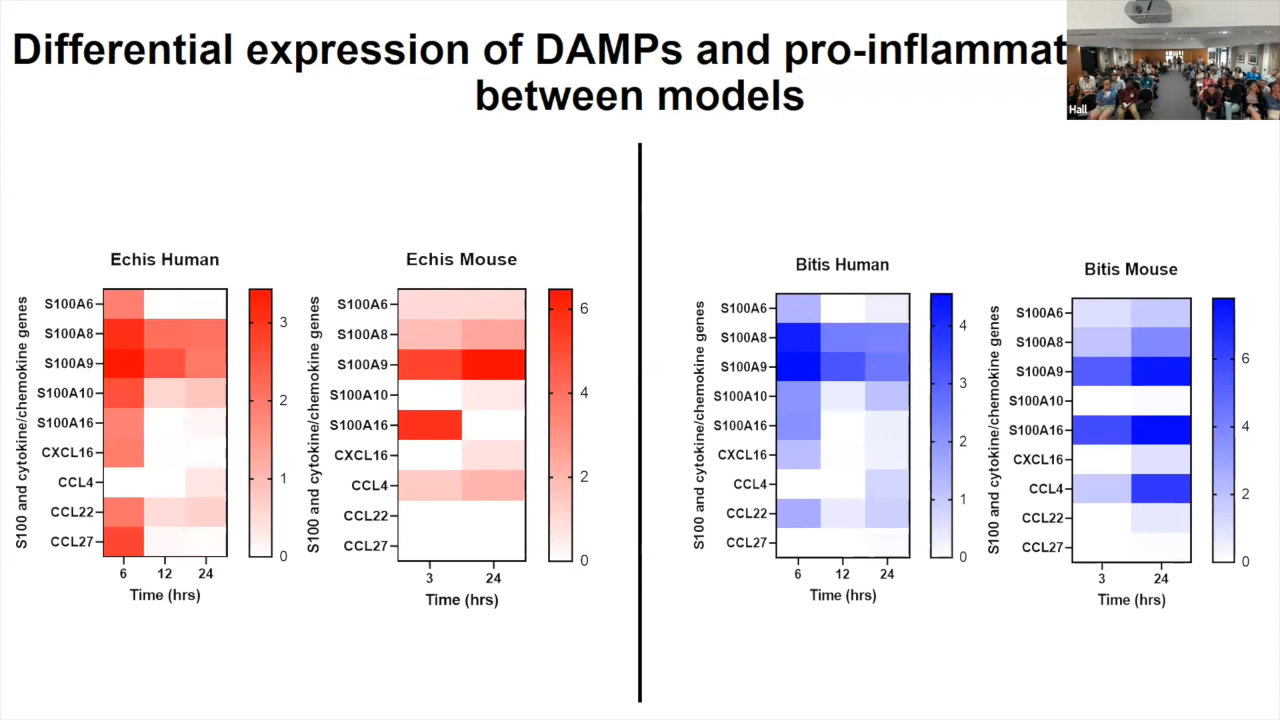 Differential expression of DAMPs and pro-inflammat
between models
Hall
Echis Human
S100 and cytokine/chemokine genes
S100A6
S100A8
S100A9
S100A10
S100A16
CXCL16
CCL4
CCL22
CCL27
6 12 24
Time (hrs)
3
2
1
0
Echis Mouse
S100 and cytokine/chemokine genes
S100A6
S100A8
S100A9
S100A10
S100A16
CXCL16
CCL4
CCL22
CCL27
3 24
Time (hrs)
6
4
2
0
Bitis Human
S100 and cytokine/chemokine genes
S100A6
S100A8
S100A9
S100A10
S100A16
CXCL16
CCL4
CCL22
CCL27
6 12 24
Time (hrs)
4
3
2
1
0
Bitis Mouse
S100 and cytokine/chemokine genes
S100A6
S100A8
S100A9
S100A10
S100A16
CXCL16
CCL4
CCL22
CCL27
3 24
Time (hrs)
6
4
2
0